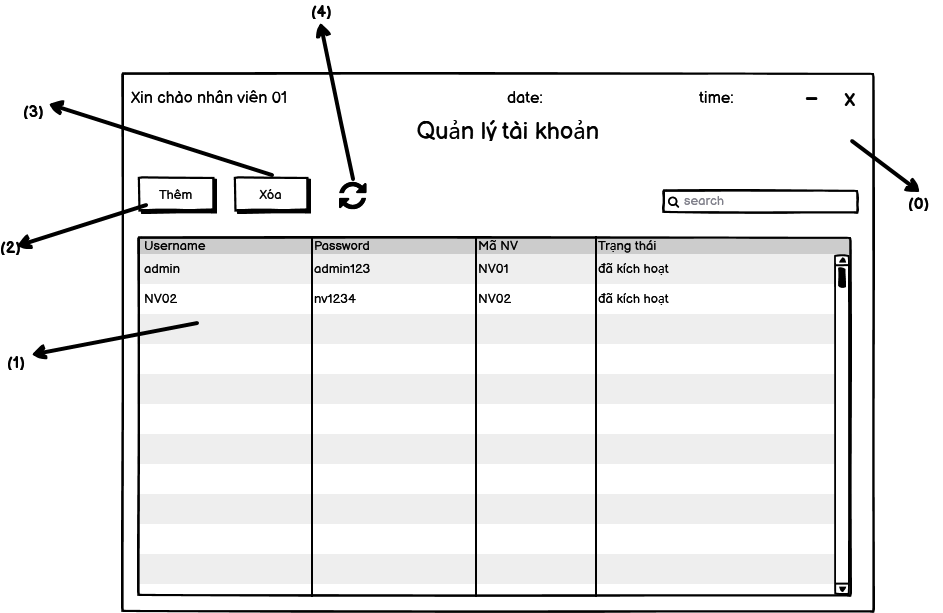 (4)
Xin chào nhân viên 01 date: time: – X
(3)
Quản lý tài khoản
Thêm Xóa search
(0)
(2)
Username Password Mã NV Trạng thái
admin admin123 NV01 đã kích hoạt
NV02 nv1234 NV02 đã kích hoạt
(1)